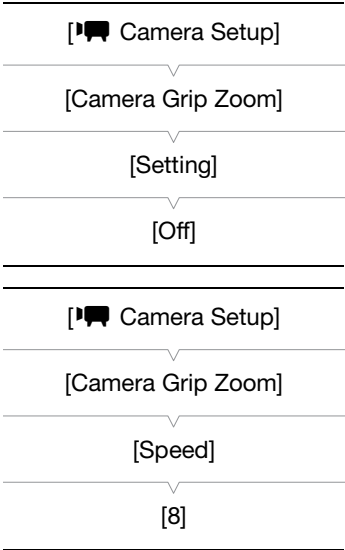 [ Camera Setup]
[Camera Grip Zoom]
[Setting]
[Off]
[ Camera Setup]
[Camera Grip Zoom]
[Speed]
[8]